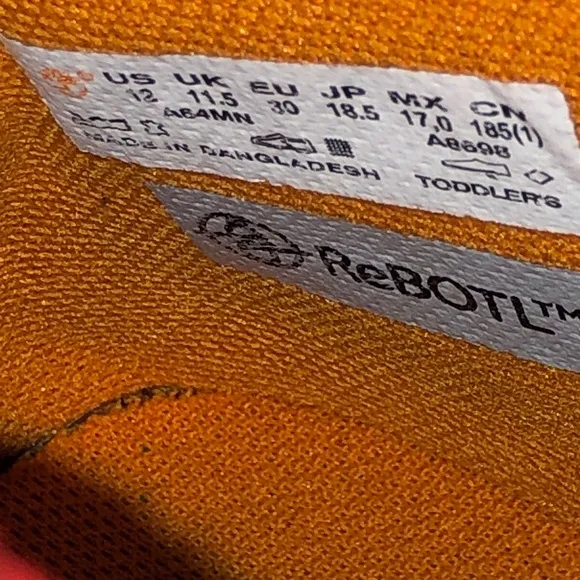 US UK EU JP MX CN
12 11.5 30 18.5 17,0 185(1)
A64MN A8698
MADE IN BANGLADESH TODDLER'S
ReBOTL™